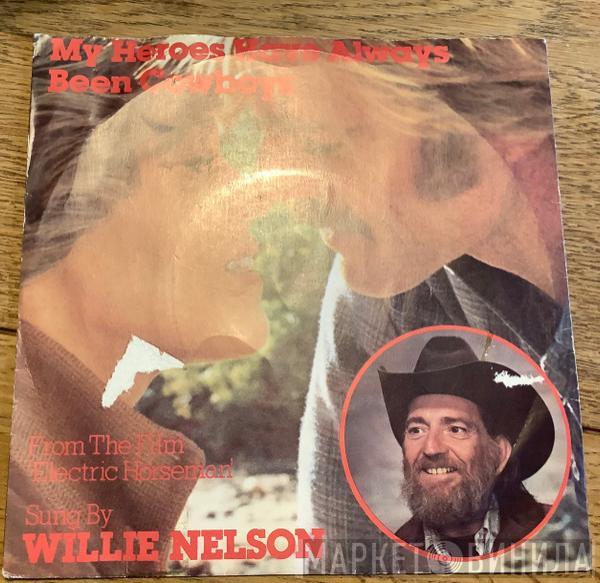 My Heroes Have Always
Been Cowboys
From The Film
'Electric Horseman'
Sung By
WILLIE NELSON
МАРКЕТ ВИНИЛА